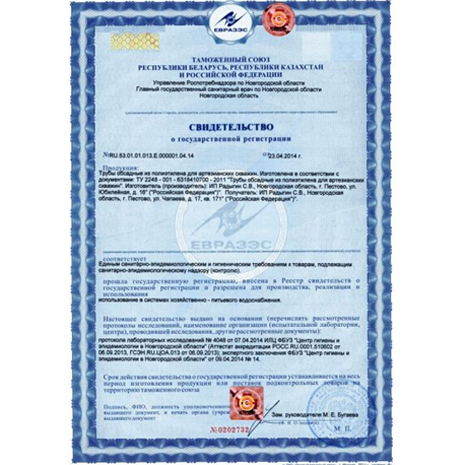 ЕВРАЗЭС
ТАМОЖЕННЫЙ СОЮЗ
РЕСПУБЛИКИ БЕЛАРУСЬ, РЕСПУБЛИКИ КАЗАХСТАН
И РОССИЙСКОЙ ФЕДЕРАЦИИ
Управление Роспотребнадзора по Новгородской области
Главный государственный санитарный врач по Новгородской области
Новгородская область
СВИДЕТЕЛЬСТВО
о государственной регистрации
№ RU.53.01.01.013.Е.000001.04.14 от 23.04.2014 г.
Продукция:
Трубы обсадные из полиэтилена для артезианских скважин. Изготовлена в соответствии с
документами: ТУ 2248 - 001 - 6318410700 - 2011 "Трубы обсадные из полиэтилена для артезианских
скважин". Изготовитель (производитель): ИП Радыгин С.В., Новгородская область, г. Пестово, ул.
Юбилейная, д. 16" ("Российская Федерация"). Получатель: ИП Радыгин С.В., Новгородская
область, г. Пестово, ул. Чапаева, д. 17, кв. 171" ("Российская Федерация").
ЕВРАЗЭС
соответствует
Единым санитарно-эпидемиологическим и гигиеническим требованиям к товарам, подлежащим
санитарно-эпидемиологическому надзору (контролю).
прошла государственную регистрацию, внесена в Реестр свидетельств о
государственной регистрации и разрешена для производства, реализации и
использования
использование в системах хозяйственно - питьевого водоснабжения.
Настоящее свидетельство выдано на основании (перечислить рассмотренные
протоколы исследований, наименование организации (испытательной лаборатории,
центра), проводившей исследования, другие рассмотренные документы):
протокола лабораторных исследований № 4048 от 07.04.2014 ИЛЦ ФБУЗ "Центр гигиены и
эпидемиологии в Новгородской области" (Аттестат аккредитации РОСС.RU.0001.510602 от
06.09.2013, ГСЭН.RU.ЦОА.013 от 06.09.2013); экспертного заключения ФБУЗ "Центр гигиены и
эпидемиологии в Новгородской области" от 09.04.2014 № 14.
Срок действия свидетельства о государственной регистрации устанавливается на весь
период изготовления продукции или поставок подконтрольных товаров на
территорию таможенного союза
Подпись, ФИО, должность уполномоченного
выдавшего документ, и печать органа
выдавшего документ
Зам. руководителя М. Е. Бугаева
№0202732
М. П.